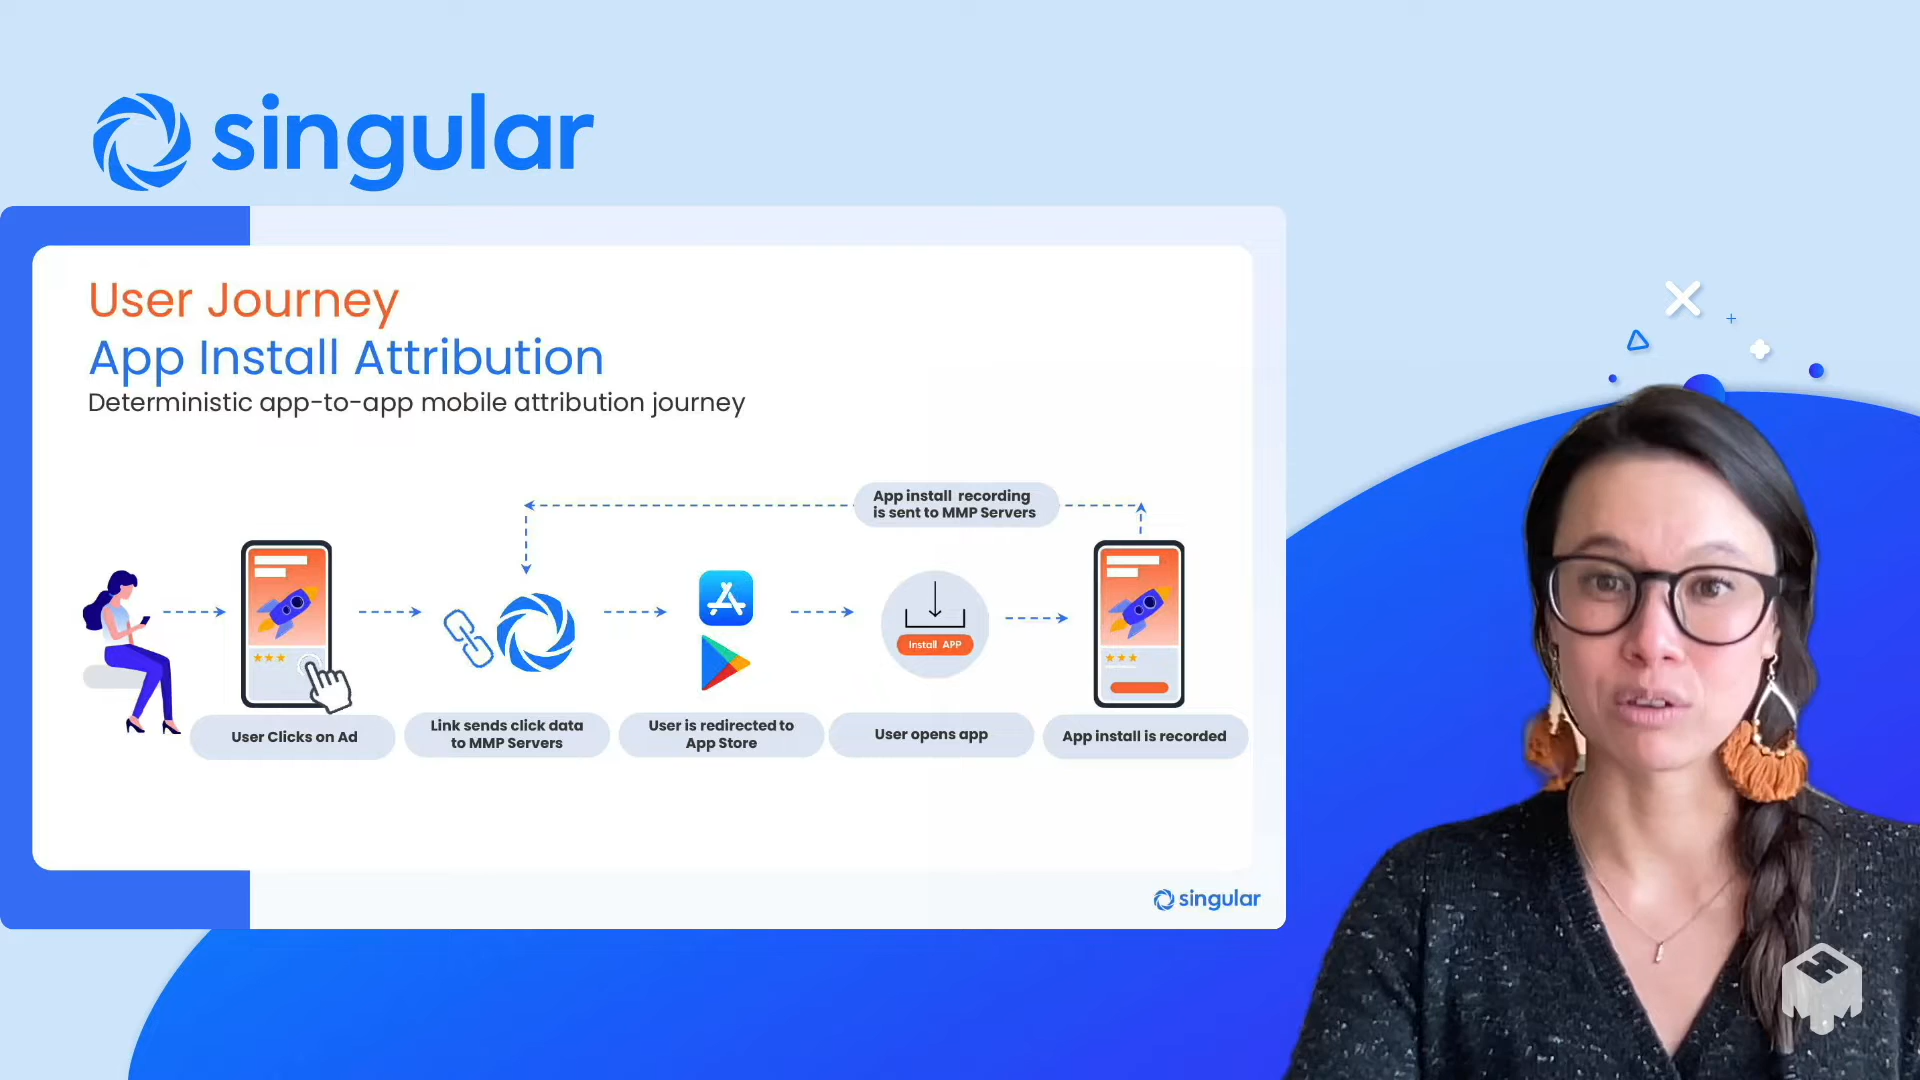 singular
User Journey
App Install Attribution
Deterministic app-to-app mobile attribution journey
App install recording
is sent to MMP Servers
Install APP
User Clicks on Ad
Link sends click data
to MMP Servers
User is redirected to
App Store
User opens app
App install is recorded
singular